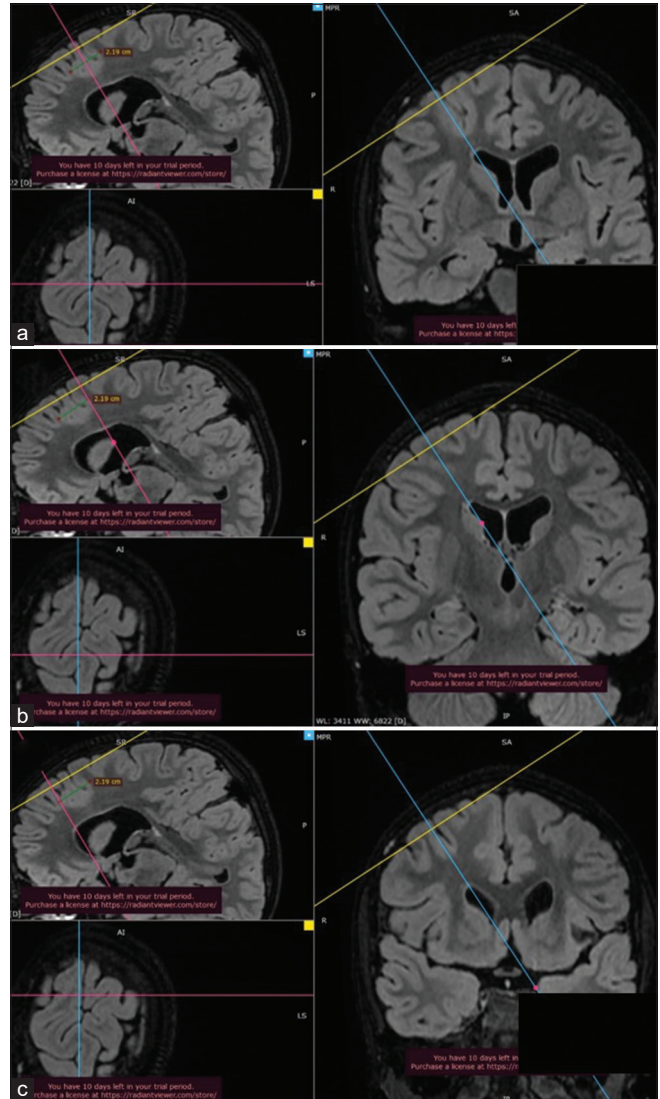 SR
2.19 cm
P
You have 10 days left in your trial period.
Purchase a license at https://radiantviewer.com/store/
22 [D]
AI
LS
MPR
SA
R
You have 10 days left
Purchase a license at https:
a
SR
2.19 cm
P
You have 10 days left in your trial period.
Purchase a license at https://radiantviewer.com/store/
D]
AI
LS
You have 10 days left in your trial period.
rchase a license at https://radiantviewer.com/store/
MPR
SA
R
You have 10 days left in your trial period.
Purchase a license at https://radiantviewer.com/store/
WL: 3411 WW: 6822 [D]
IP
b
SR
2.19 cm
P
You have 10 days left in your trial period.
Purchase a license at https://radiantviewer.com/store/
D]
AI
LS
You have 10 days left in your trial period.
rchase a license at https://radiantviewer.com/store/
MPR
SA
R
You have 10 days left in
Purchase a license at https://
c